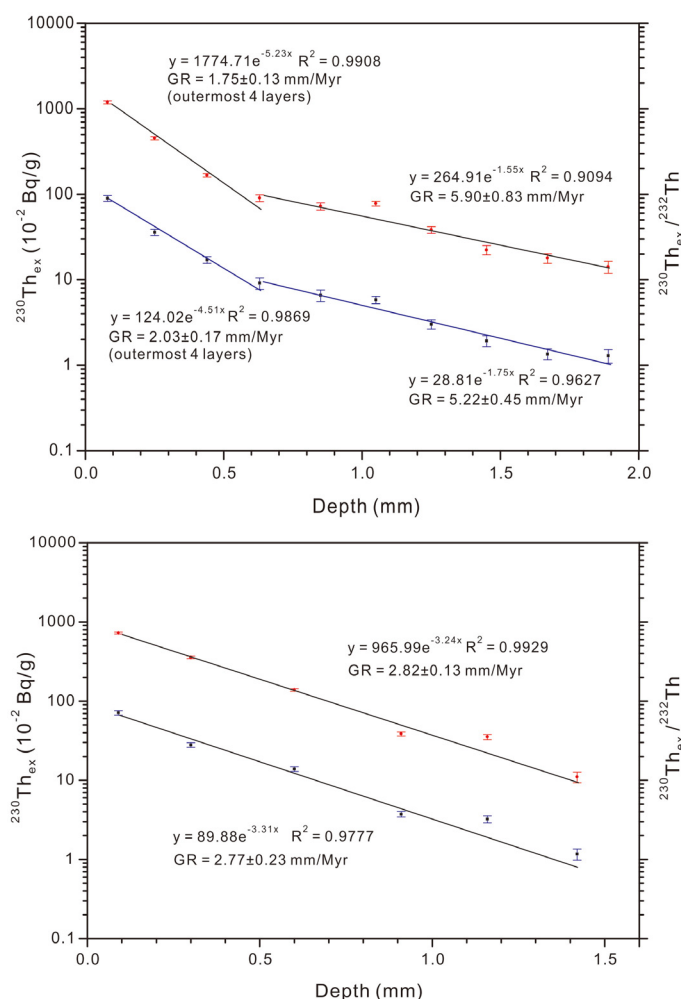 10000
1000
100
10
1
0.1
0.0
0.5
1.0
1.5
2.0
²³⁰Th_ex (10⁻² Bq/g)
²³⁰Th_ex/²³²Th
Depth (mm)
y = 1774.71e^-5.23x R² = 0.9908
GR = 1.75±0.13 mm/Myr
(outermost 4 layers)
y = 264.91e^-1.55x R² = 0.9094
GR = 5.90±0.83 mm/Myr
y = 124.02e^-4.51x R² = 0.9869
GR = 2.03±0.17 mm/Myr
(outermost 4 layers)
y = 28.81e^-1.75x R² = 0.9627
GR = 5.22±0.45 mm/Myr
10000
1000
100
10
1
0.1
0.0
0.5
1.0
1.5
²³⁰Th_ex (10⁻² Bq/g)
²³⁰Th_ex/²³²Th
Depth (mm)
y = 965.99e^-3.24x R² = 0.9929
GR = 2.82±0.13 mm/Myr
y = 89.88e^-3.31x R² = 0.9777
GR = 2.77±0.23 mm/Myr